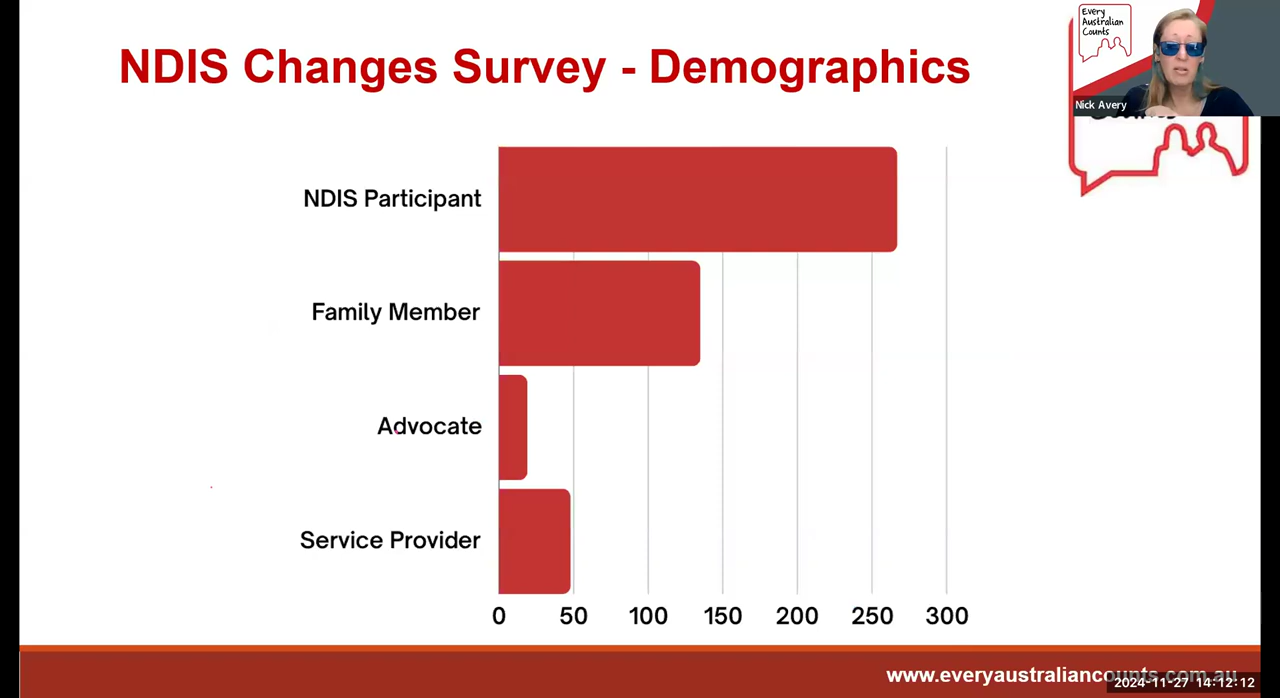 NDIS Changes Survey - Demographics
Every
Australian
Counts
Nick Avery
NDIS Participant
Family Member
Advocate
Service Provider
0 50 100 150 200 250 300
www.everyaustraliancounts.com.au
2024-11-27 14:12:12